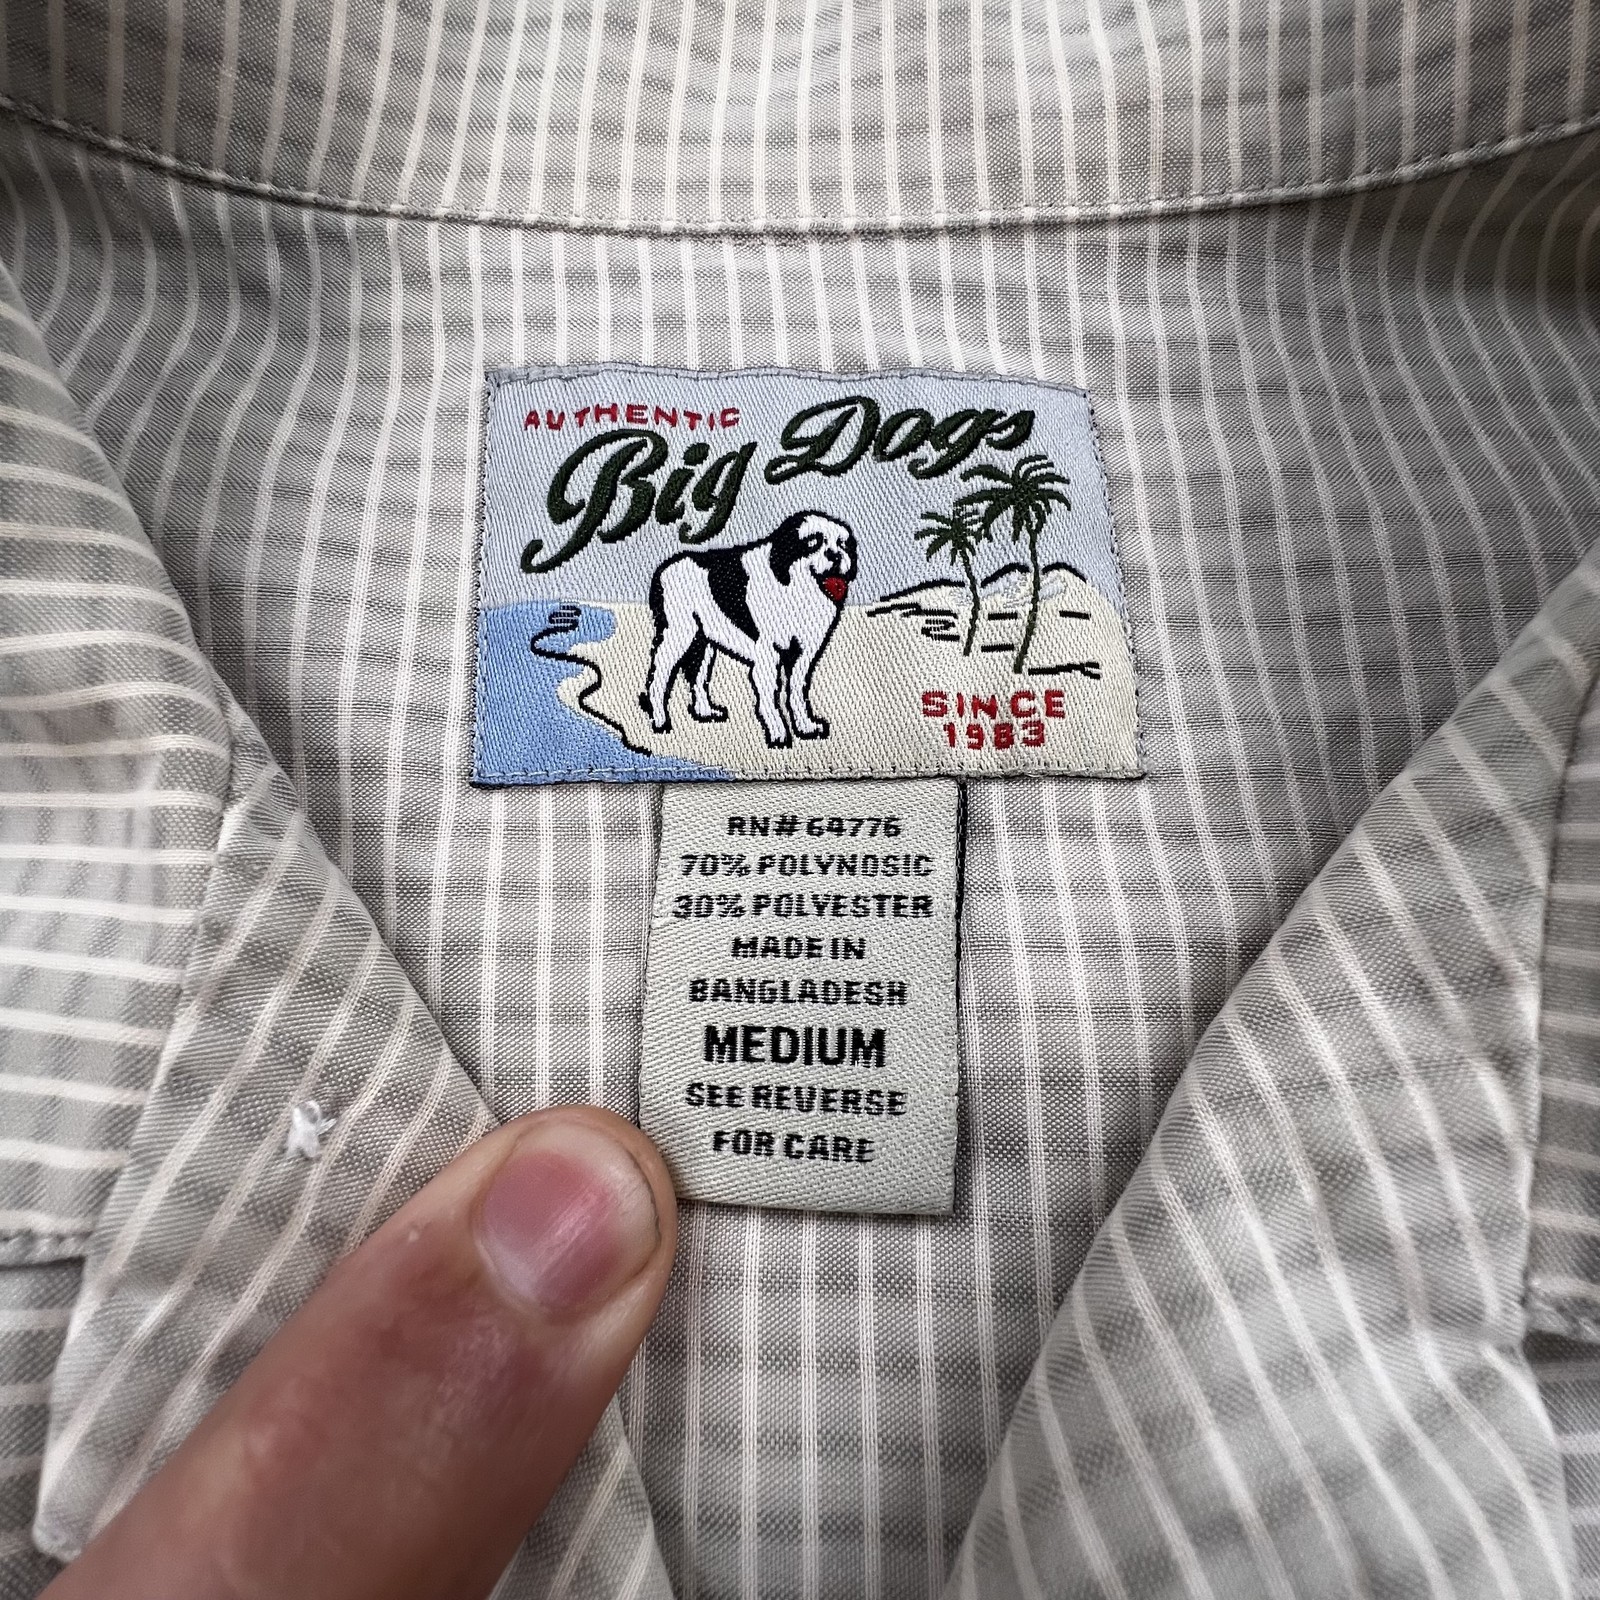 AUTHENTIC
Big Dogs
SINCE
1983
RN# 64776
70% POLYNOSIC
30% POLYESTER
MADE IN
BANGLADESH
MEDIUM
SEE REVERSE
FOR CARE